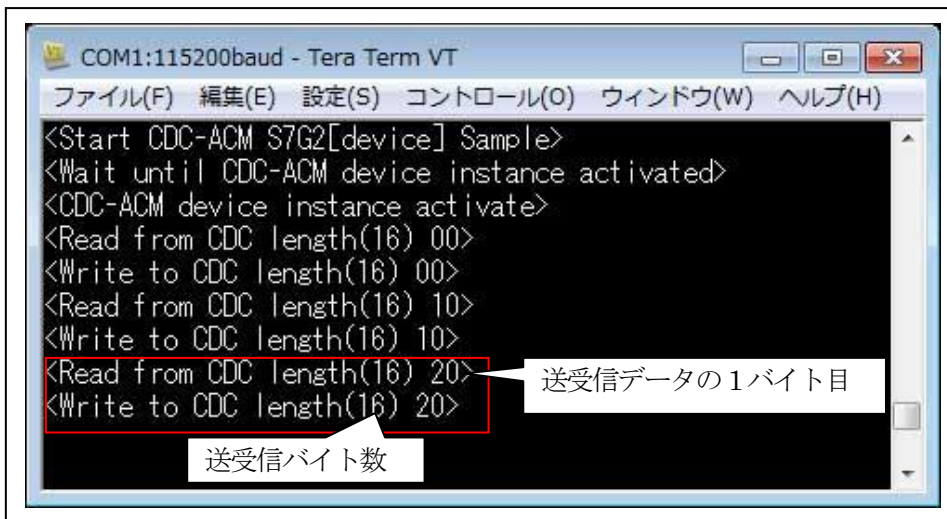 COM1:115200baud - Tera Term VT
ファイル(F) 編集(E) 設定(S) コントロール(O) ウィンドウ(W) ヘルプ(H)
<Start CDC-ACM S7G2[device] Sample>
<Wait until CDC-ACM device instance activated>
<CDC-ACM device instance activate>
<Read from CDC length(16) 00>
<Write to CDC length(16) 00>
<Read from CDC length(16) 10>
<Write to CDC length(16) 10>
<Read from CDC length(16) 20>
送受信データの１バイト目
<Write to CDC length(16) 20>
送受信バイト数